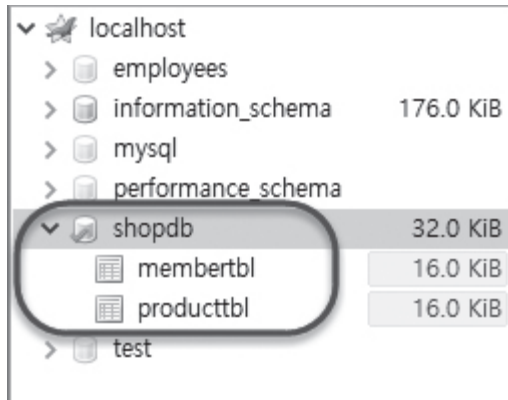 localhost
employees
information_schema 176.0 KiB
mysql
performance_schema
shopdb 32.0 KiB
membertbl 16.0 KiB
producttbl 16.0 KiB
test